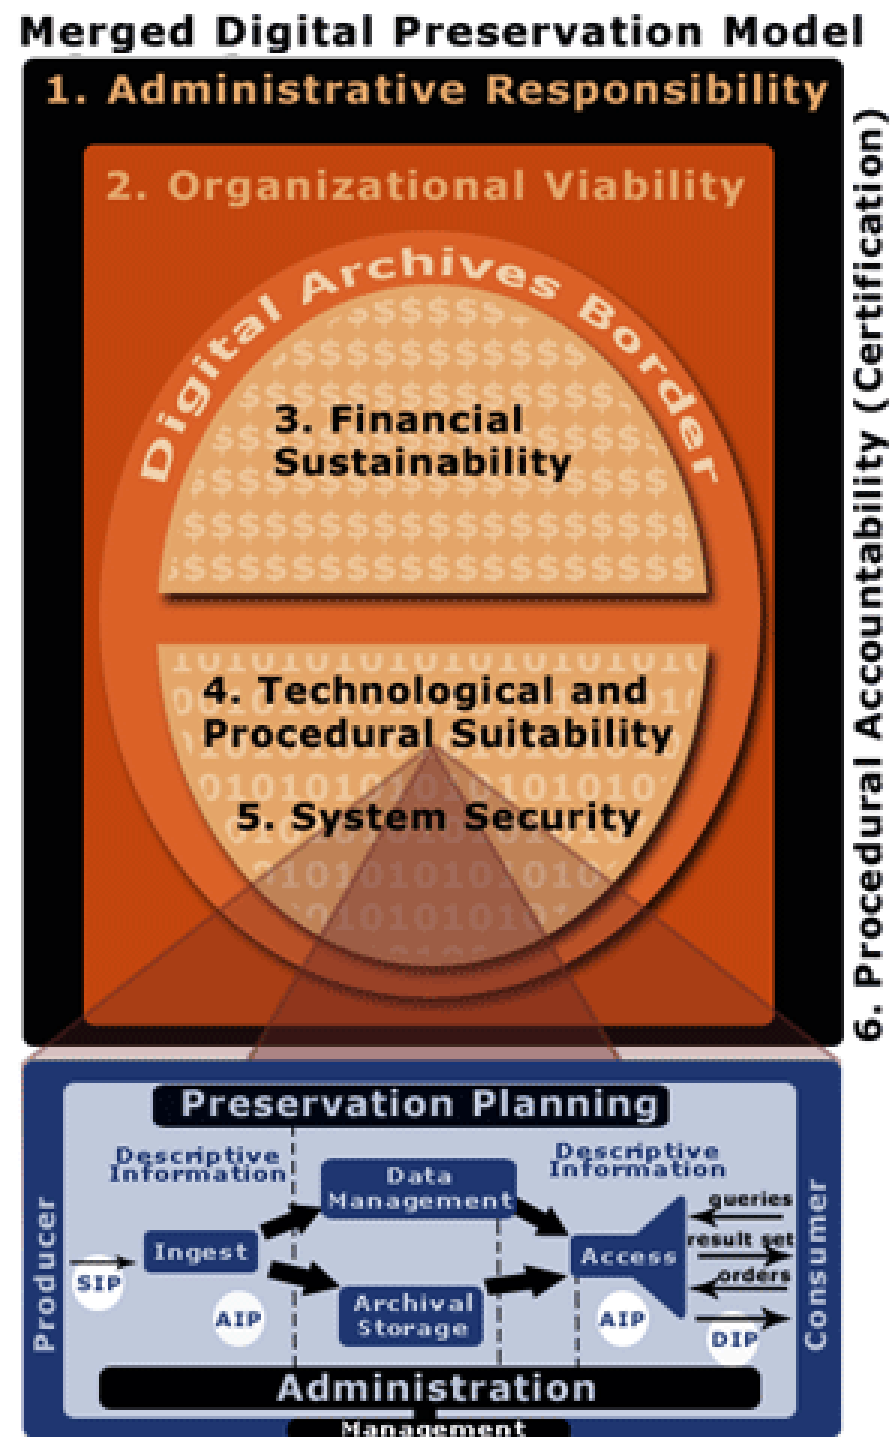 Merged Digital Preservation Model
1. Administrative Responsibility
2. Organizational Viability
Digital Archives Border
3. Financial
Sustainability
4. Technological and
Procedural Suitability
5. System Security
6. Procedural Accountability (Certification)
Preservation Planning
Descriptive
Information
Descriptive
Information
Data
Management
Producer
Ingest
SIP
AIP
Archival
Storage
Access
AIP
queries
result set
orders
DIP
Consumer
Administration
Management